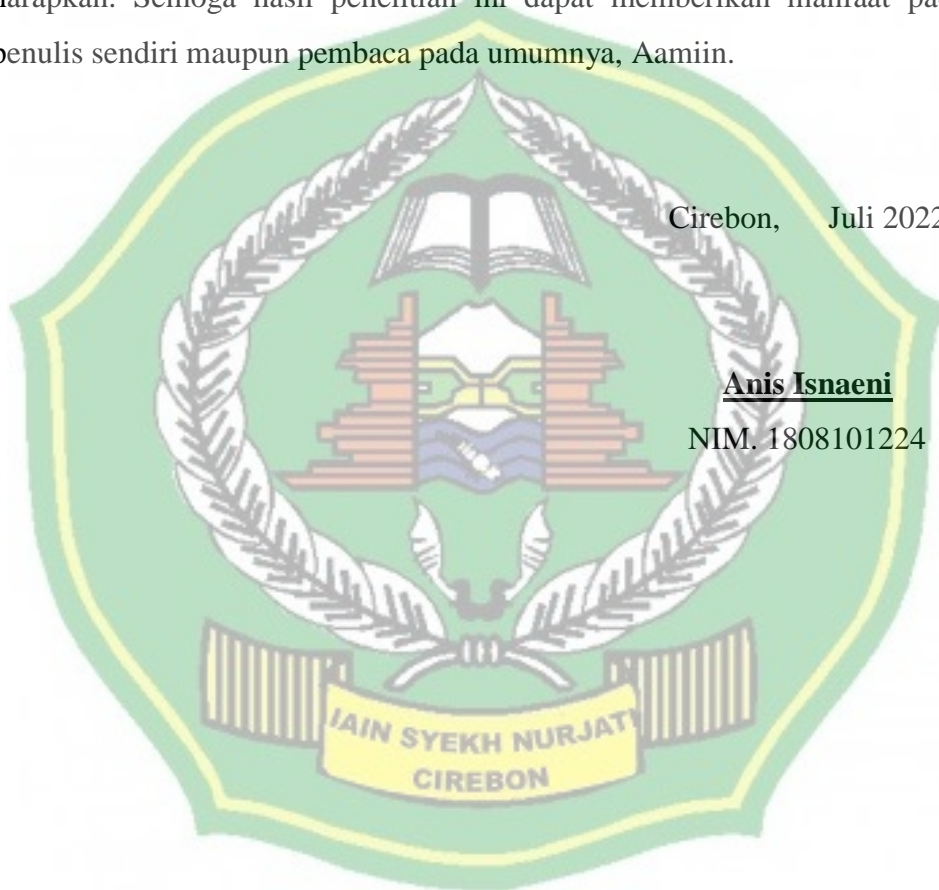 harapkan. Semoga hasil penelitian ini dapat memberikan manfaat
penulis sendiri maupun pembaca pada umumnya, Aamiin.
Cirebon, Juli 2022
Anis Isnaeni
NIM. 1808101224
IAIN SYEKH NURJATI
CIREBON